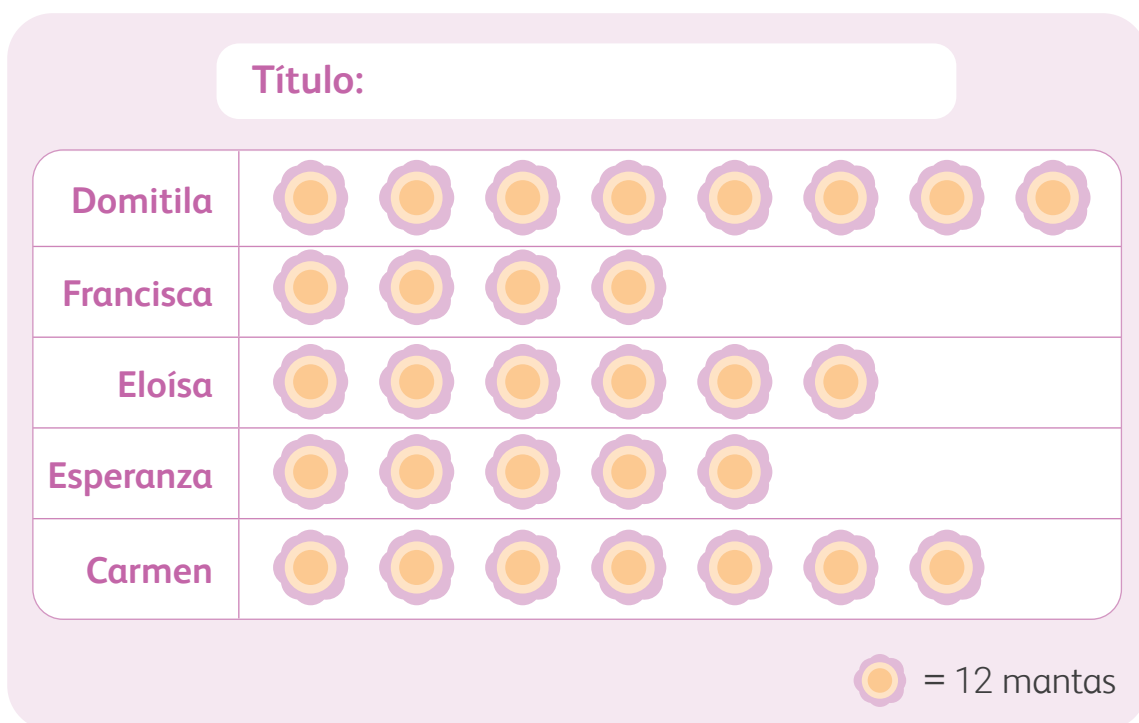 Título:
Domitila
Francisca
Eloísa
Esperanza
Carmen
= 12 mantas